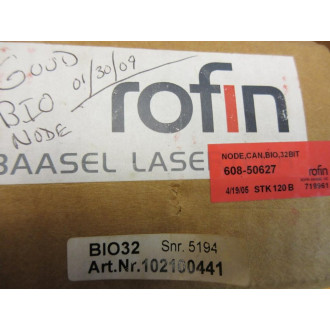 GOOD
BIO
NODE
01/30/09
rofin
BAASEL LASE
NODE,CAN,BIO,32BIT
608-50627
rofin
4/19/05 STK 120 B
BIO32 Snr. 5194
Art.Nr.102100441